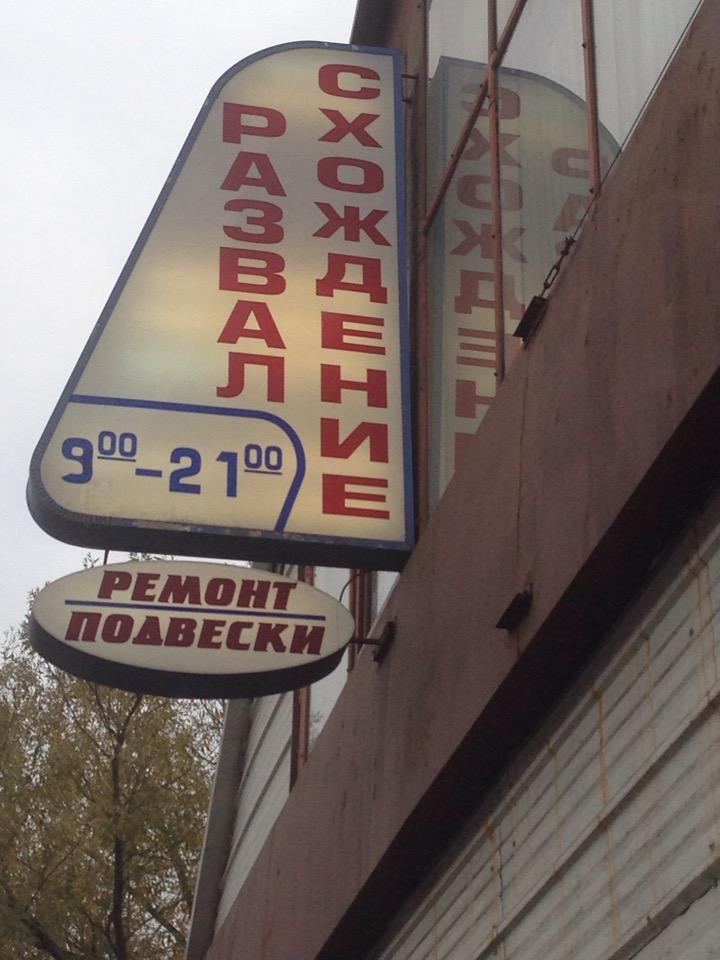 РАЗВАЛ
СХОЖДЕНИЕ
9⁰⁰-21⁰⁰
РЕМОНТ
ПОДВЕСКИ